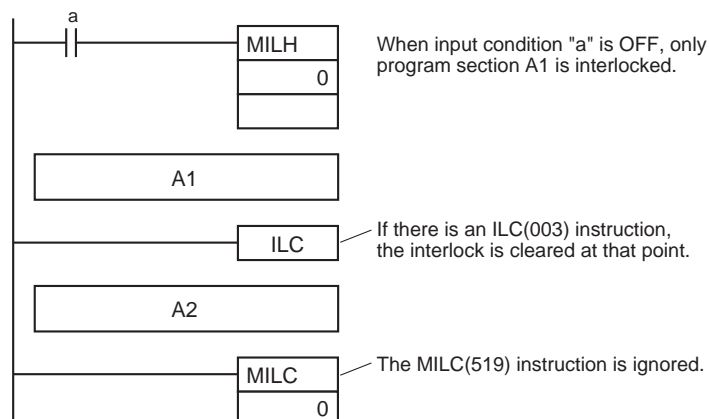 a
MILH
0
When input condition "a" is OFF, only
program section A1 is interlocked.
A1
ILC
If there is an ILC(003) instruction,
the interlock is cleared at that point.
A2
MILC
0
The MILC(519) instruction is ignored.